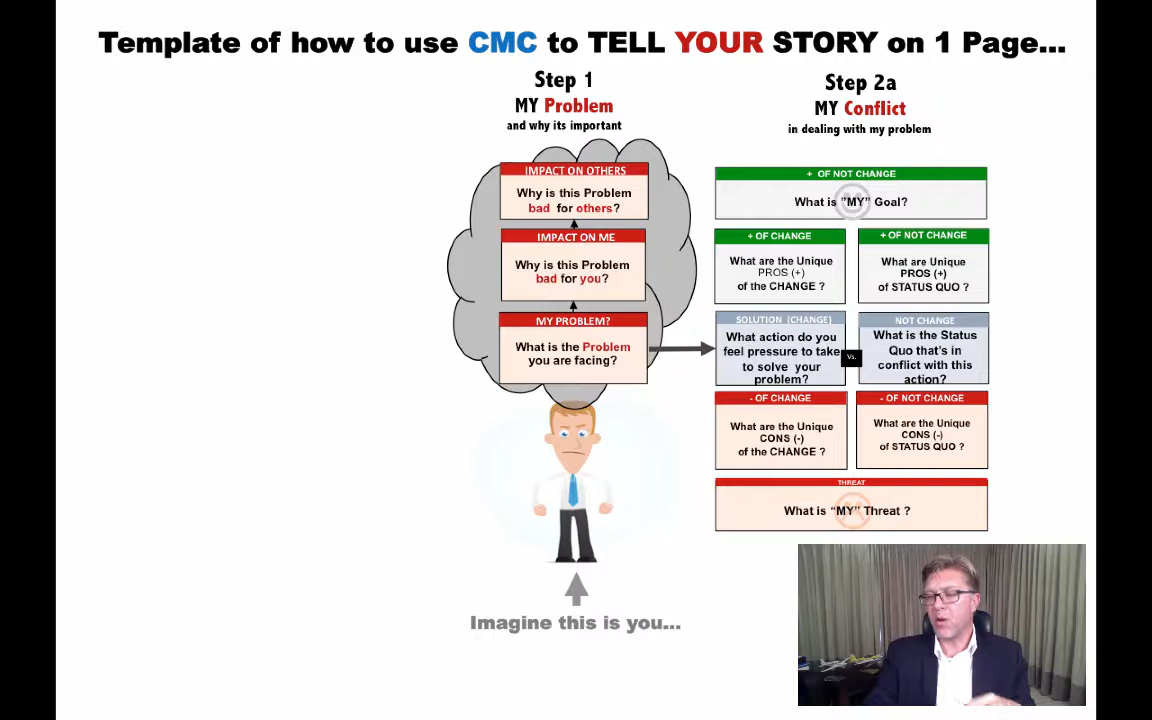 Template of how to use CMC to TELL YOUR STORY on 1 Page...
Step 1
MY Problem
and why its important
IMPACT ON OTHERS
Why is this Problem
bad for others?
IMPACT ON ME
Why is this Problem
bad for you?
MY PROBLEM?
What is the Problem
you are facing?
Imagine this is you...
Step 2a
MY Conflict
in dealing with my problem
+ OF NOT CHANGE
What is "MY" Goal?
+ OF CHANGE
What are the Unique
PROS (+)
of the CHANGE ?
+ OF NOT CHANGE
What are Unique
PROS (+)
of STATUS QUO ?
SOLUTION (CHANGE)
What action do you
feel pressure to take
to solve your
problem?
Vs.
NOT CHANGE
What is the Status
Quo that's in
conflict with this
action?
- OF CHANGE
What are the Unique
CONS (-)
of the CHANGE ?
- OF NOT CHANGE
What are the Unique
CONS (-)
of STATUS QUO ?
THREAT
What is "MY" Threat ?